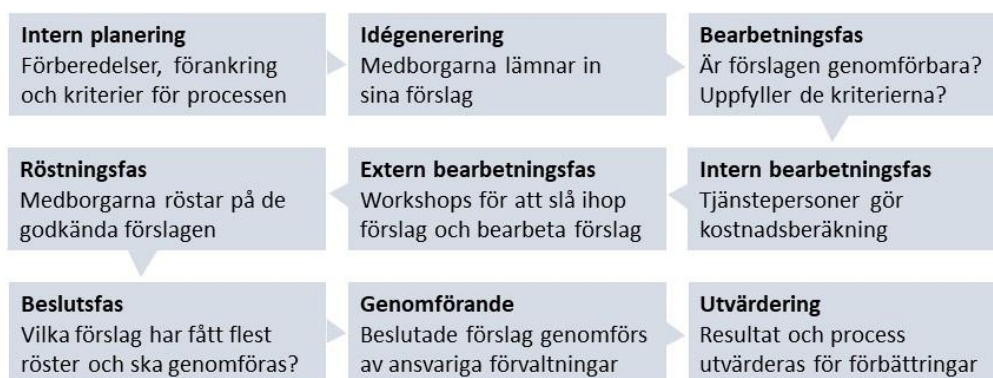 Intern planering
Förberedelser, förankring
och kriterier för processen
Idégenerering
Medborgarna lämnar in
sina förslag
Bearbetningsfas
Är förslagen genomförbara?
Uppfyller de kriterierna?
Intern bearbetningsfas
Tjänstepersoner gör
kostnadsberäkning
Extern bearbetningsfas
Workshops för att slå ihop
förslag och bearbeta förslag
Röstningsfas
Medborgarna röstar på de
godkända förslagen
Beslutsfas
Vilka förslag har fått flest
röster och ska genomföras?
Genomförande
Beslutade förslag genomförs
av ansvariga förvaltningar
Utvärdering
Resultat och process
utvärderas för förbättringar